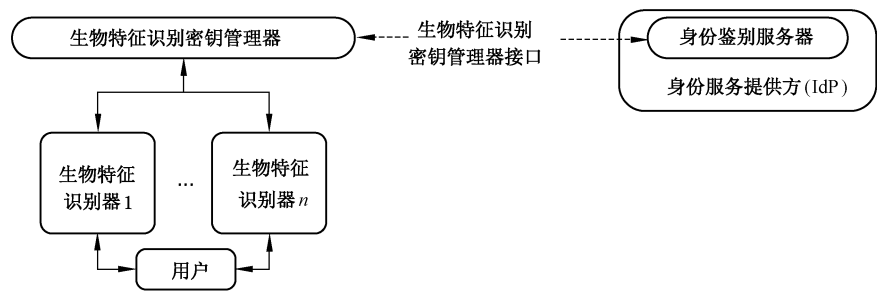 生物特征识别密钥管理器
生物特征识别
密钥管理器接口
身份鉴别服务器
身份服务提供方(IdP)
生物特征
识别器1
...
生物特征
识别器n
用户